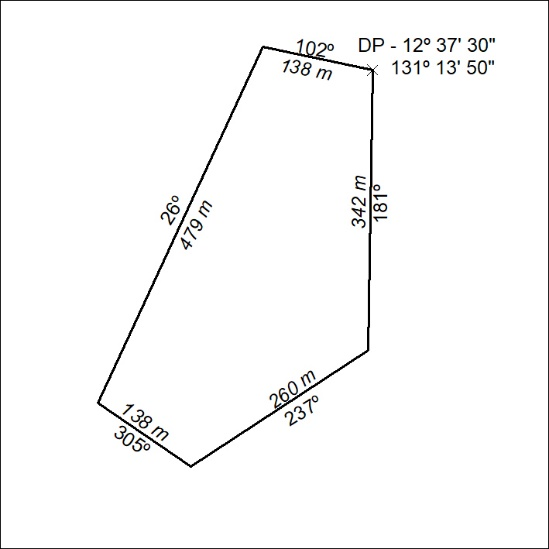 102º
138 m
DP - 12º 37' 30"
131º 13' 50"
26º
479 m
342 m
181º
260 m
237º
138 m
305º